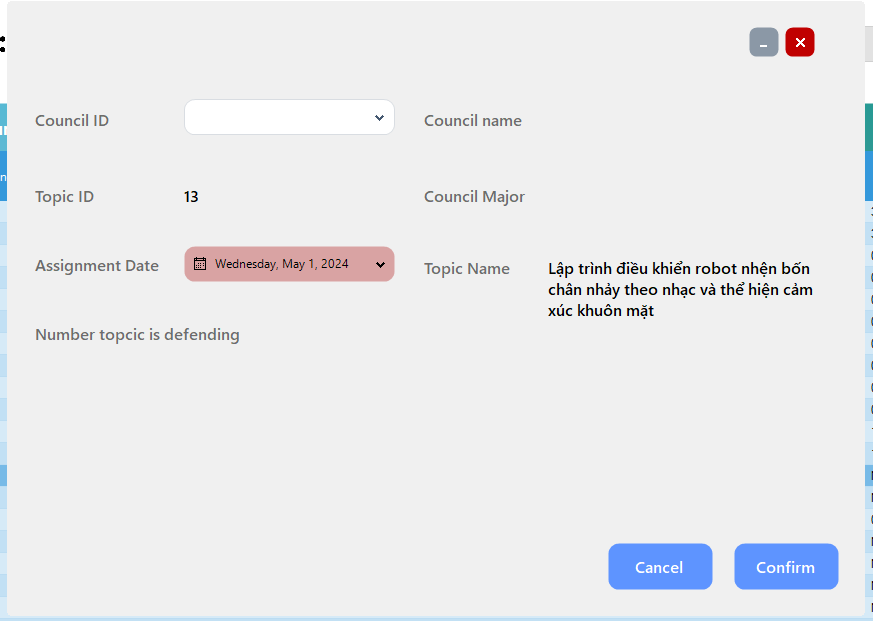 Council ID
Council name
Topic ID
13
Council Major
Assignment Date
Wednesday, May 1, 2024
Topic Name
Lập trình điều khiển robot nhện bốn
chân nhảy theo nhạc và thể hiện cảm
xúc khuôn mặt
Number topcic is defending
Cancel
Confirm